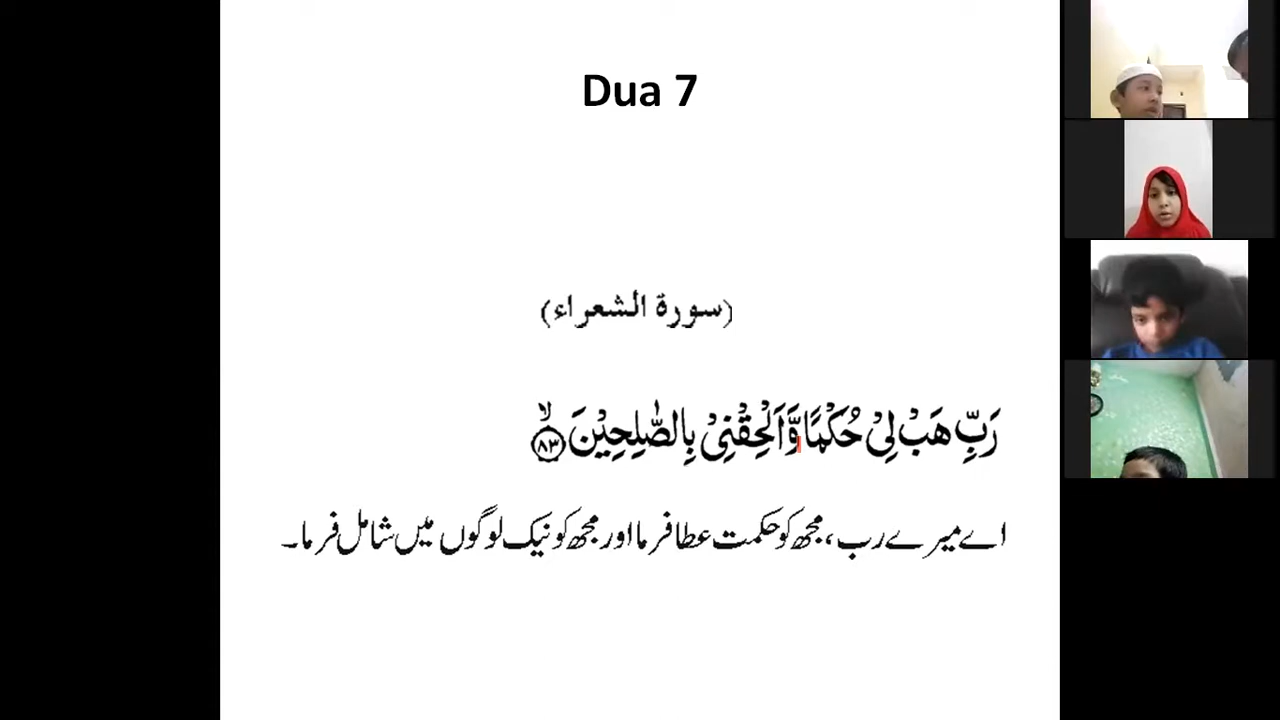 Dua 7
(سورة الشعراء)
رَبِّ هَبْ لِیْ حُكْمًا وَّاَلْحِقْنِیْ بِالصّٰلِحِیْنَ ۙ﴿۸۳﴾
اے میرے رب، مجھ کو حکمت عطا فرما اور مجھ کو نیک لوگوں میں شامل فرما۔